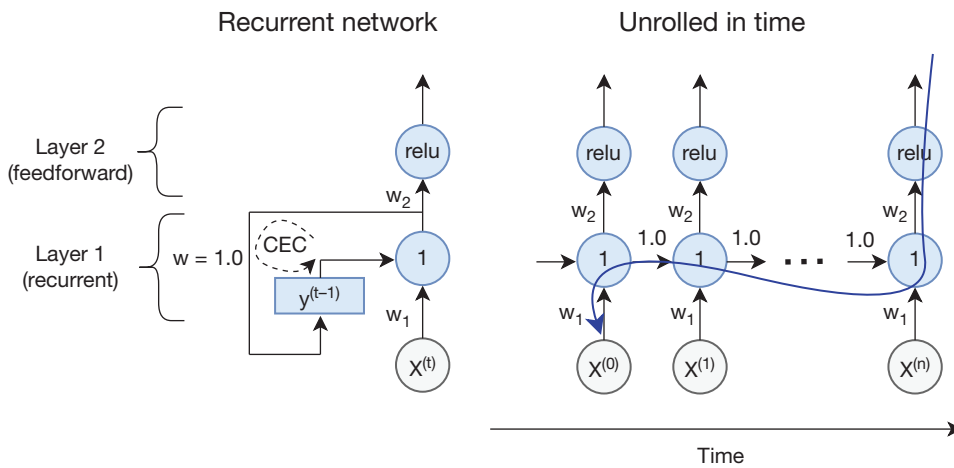 Recurrent network
Unrolled in time
Layer 2
(feedforward)
Layer 1
(recurrent)
relu
w₂
w = 1.0
CEC
1
y⁽ᵗ⁻¹⁾
w₁
X⁽ᵗ⁾
relu
relu
relu
w₂
w₂
w₂
1.0
1.0
1.0
1
1
...
1
w₁
w₁
w₁
X⁽⁰⁾
X⁽¹⁾
X⁽ⁿ⁾
Time